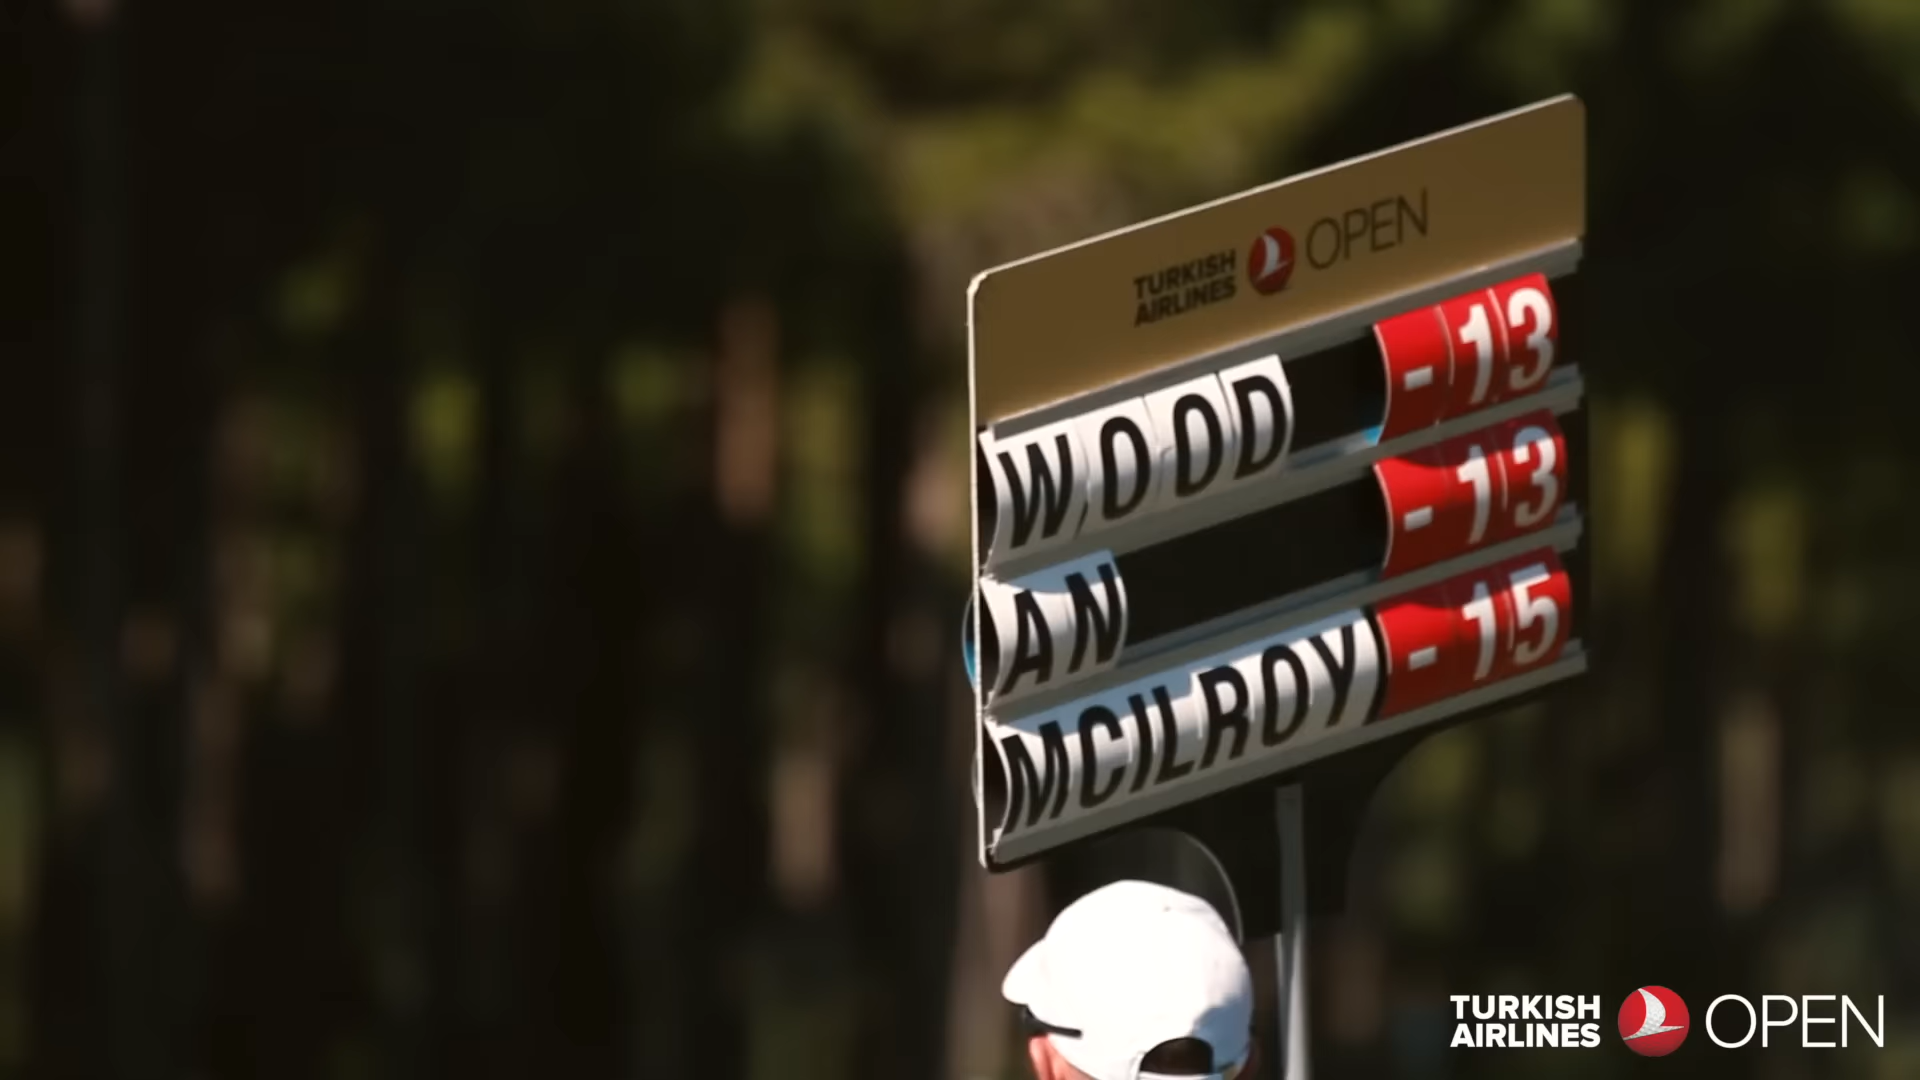 TURKISH AIRLINES OPEN
WOOD -13
AN -13
MCILROY -15
TURKISH AIRLINES OPEN